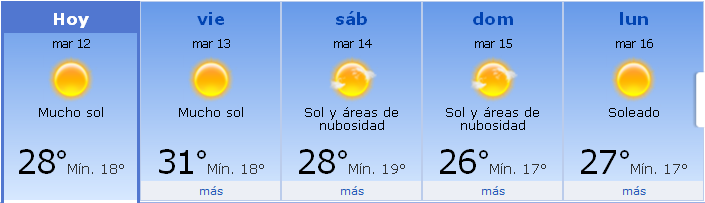 Hoy
mar 12
Mucho sol
28° Mín. 18°
vie
mar 13
Mucho sol
31° Mín. 18°
más
sáb
mar 14
Sol y áreas de
nubosidad
28° Mín. 19°
más
dom
mar 15
Sol y áreas de
nubosidad
26° Mín. 17°
más
lun
mar 16
Soleado
27° Mín. 17°
más